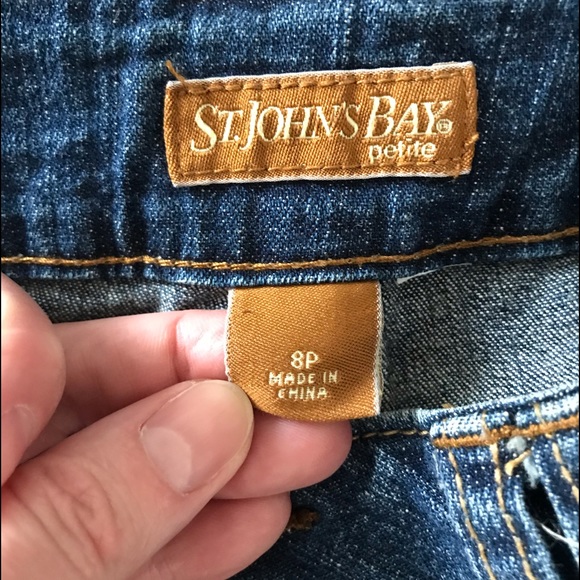 ST. JOHN'S BAY®
petite
8P
MADE IN
CHINA